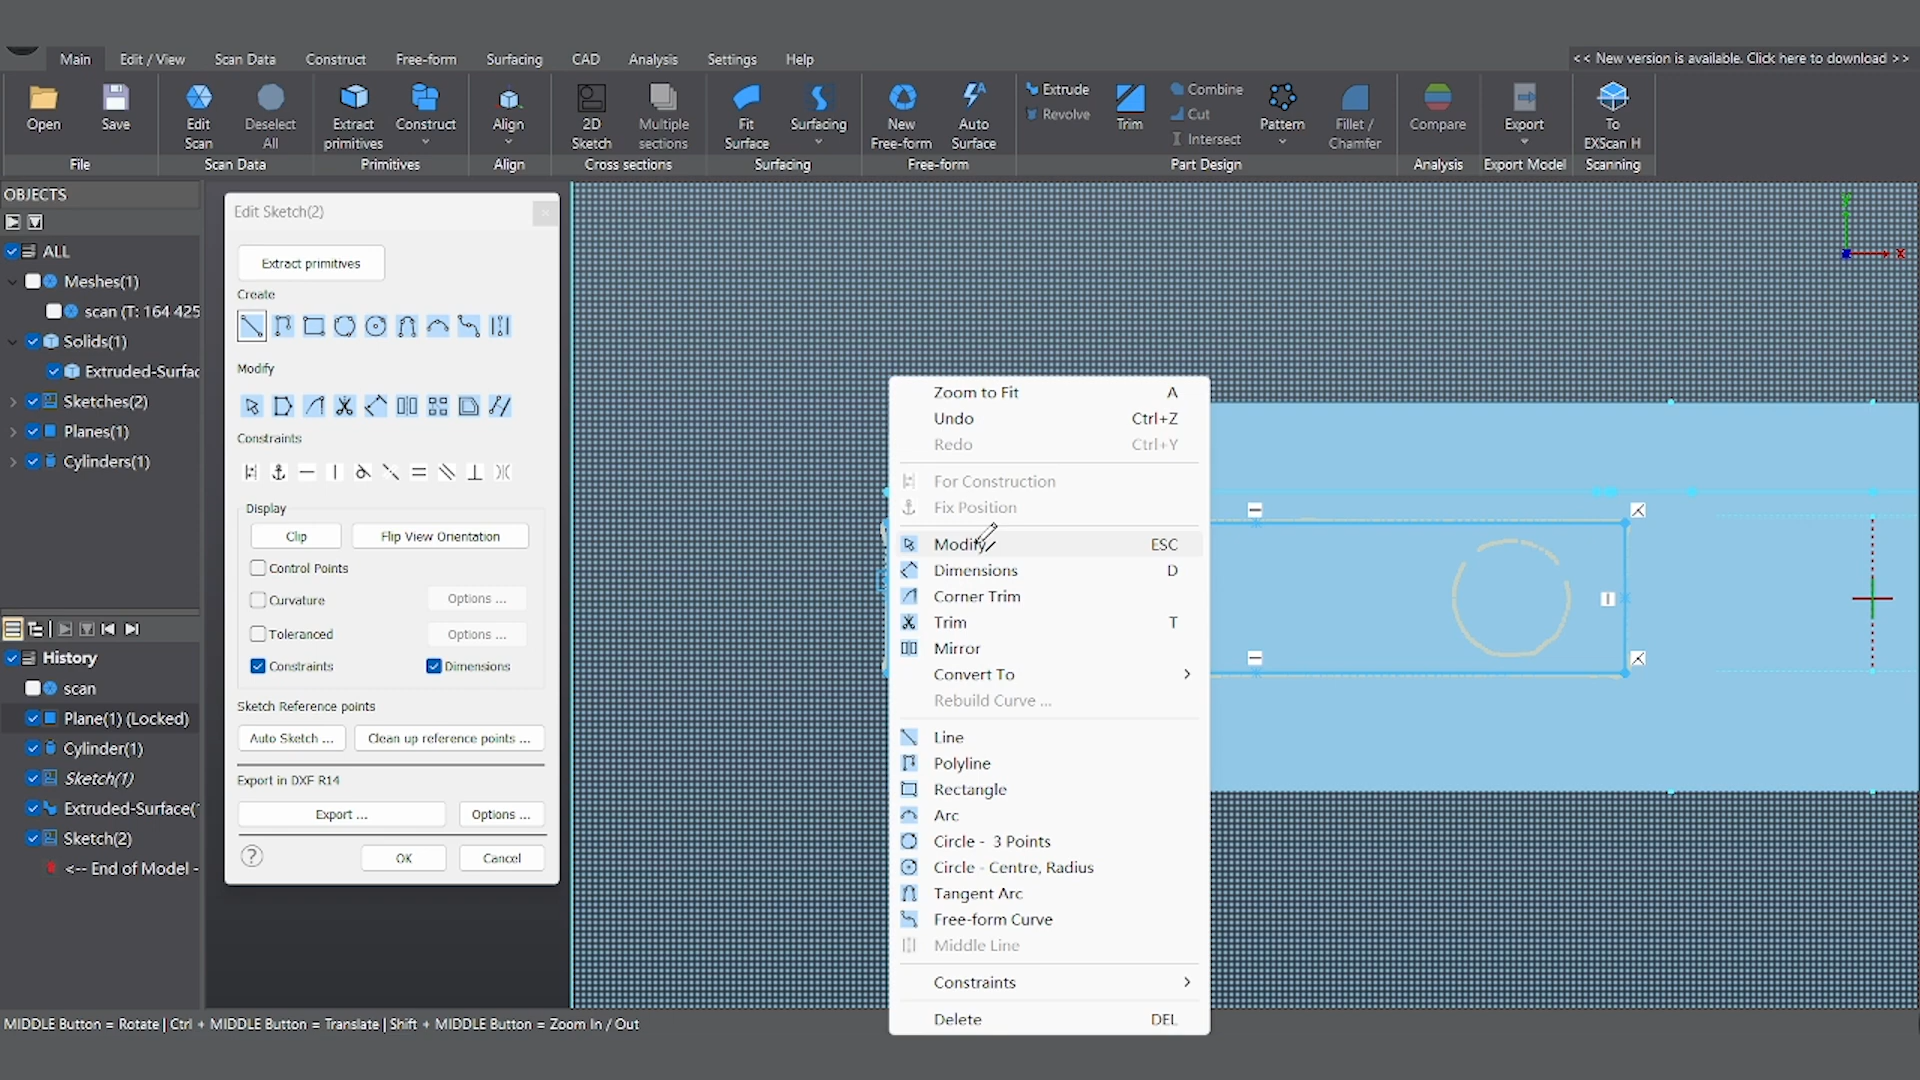 Main Edit / View Scan Data Construct Free-form Surfacing CAD Analysis Settings Help << New version is available. Click here to download >>
Open Save Edit Scan Deselect All Extract primitives Construct Align 2D Sketch Multiple sections Fit Surface Surfacing New Free-form Auto Surface Extrude Revolve Trim Combine Cut Intersect Pattern Fillet / Chamfer Compare Export To EXScan H
File Scan Data Primitives Align Cross sections Surfacing Free-form Part Design Analysis Export Model Scanning
OBJECTS
ALL
Meshes(1)
scan (T: 164 425
Solids(1)
Extruded-Surfac
Sketches(2)
Planes(1)
Cylinders(1)
History
scan
Plane(1) (Locked)
Cylinder(1)
Sketch(1)
Extruded-Surface(
Sketch(2)
<-- End of Model -
Edit Sketch(2)
Extract primitives
Create
Modify
Constraints
Display
Clip Flip View Orientation
Control Points
Curvature Options ...
Toleranced Options ...
Constraints Dimensions
Sketch Reference points
Auto Sketch ... Clean up reference points ...
Export in DXF R14
Export ... Options ...
? OK Cancel
Zoom to Fit A
Undo Ctrl+Z
Redo Ctrl+Y
For Construction
Fix Position
Modify ESC
Dimensions D
Corner Trim
Trim T
Mirror
Convert To
Rebuild Curve ...
Line
Polyline
Rectangle
Arc
Circle - 3 Points
Circle - Centre, Radius
Tangent Arc
Free-form Curve
Middle Line
Constraints
Delete DEL
X
MIDDLE Button = Rotate | Ctrl + MIDDLE Button = Translate | Shift + MIDDLE Button = Zoom In / Out